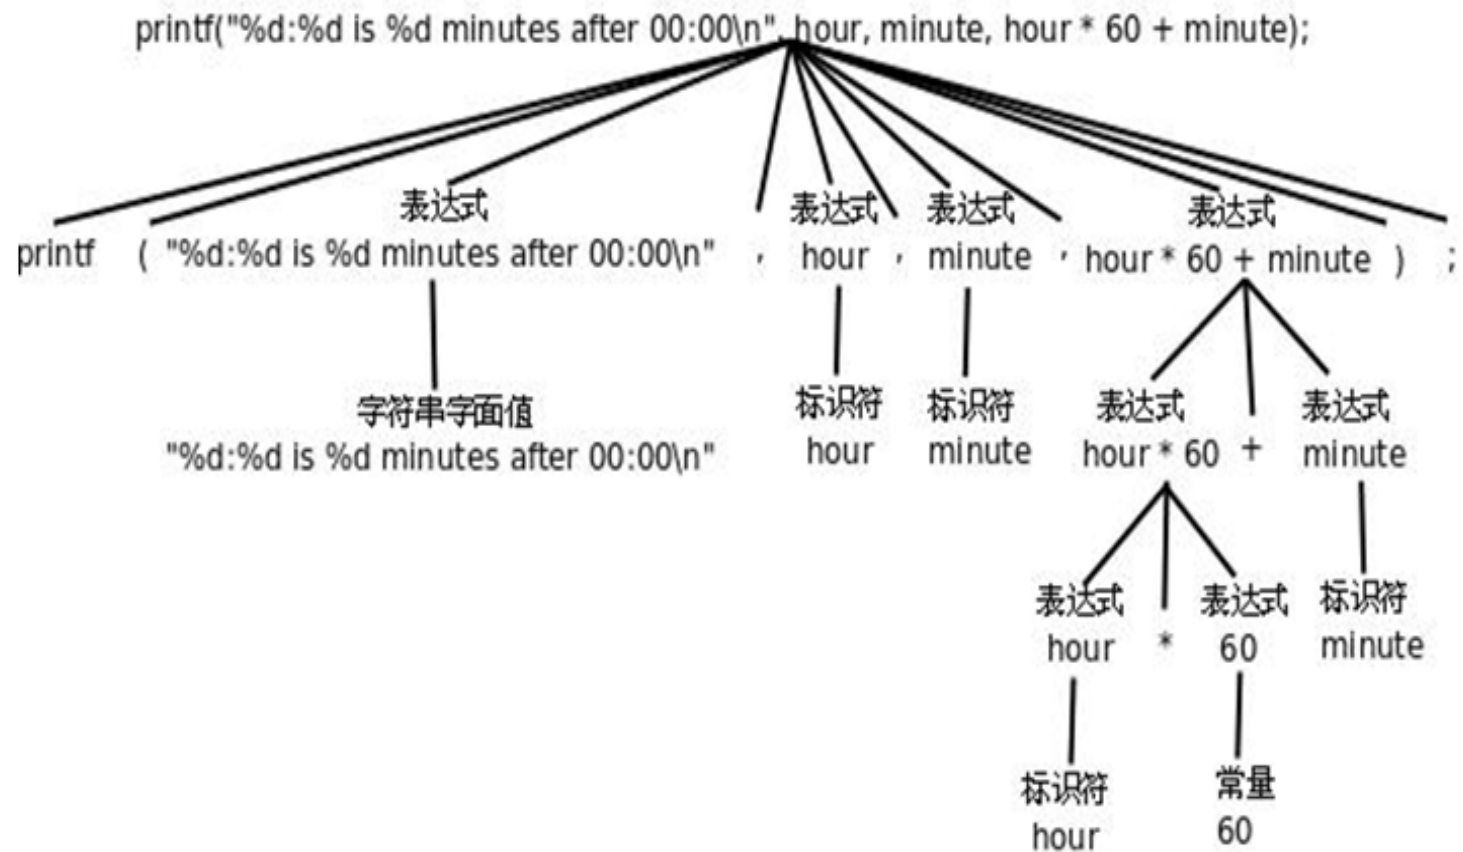 printf("%d:%d is %d minutes after 00:00\n", hour, minute, hour * 60 + minute);
表达式 表达式 表达式 表达式
printf ( "%d:%d is %d minutes after 00:00\n" , hour , minute , hour * 60 + minute ) ;
字符串字面值 标识符 标识符 表达式 表达式
"%d:%d is %d minutes after 00:00\n" hour minute hour * 60 + minute
表达式 表达式 标识符
hour * 60 minute
标识符 常量
hour 60